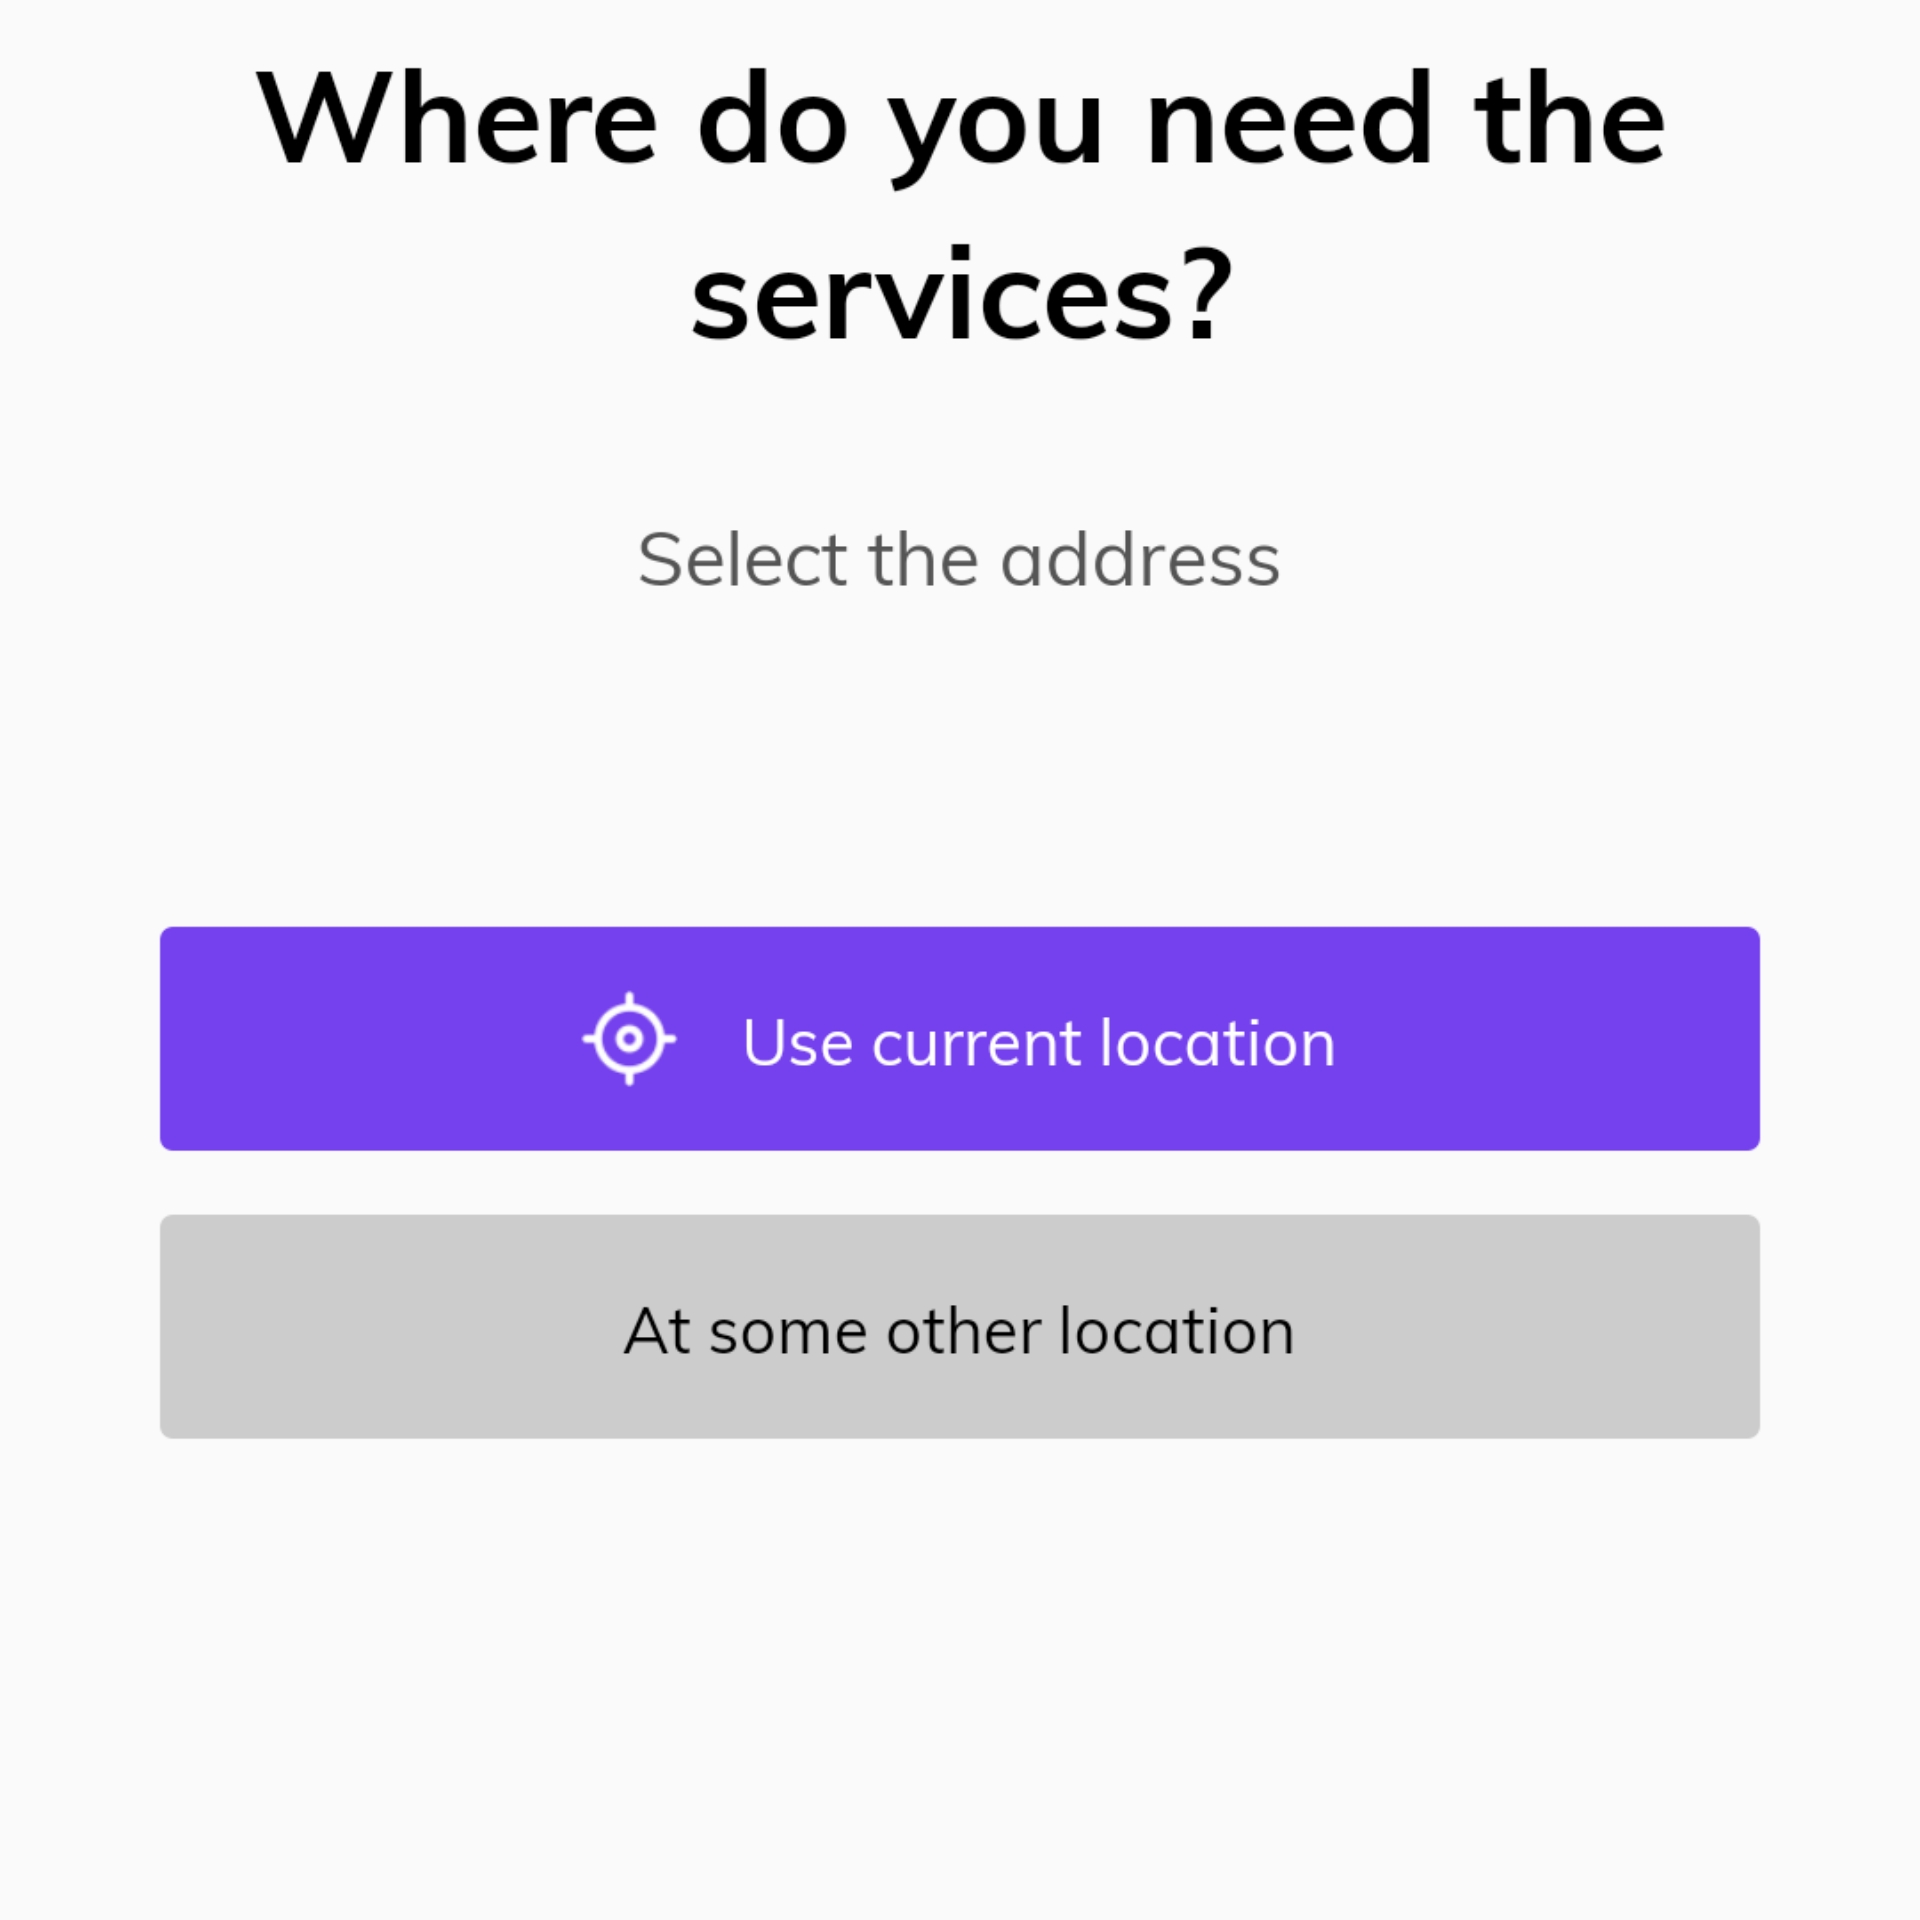 Where do you need the
services?
Select the address
Use current location
At some other location